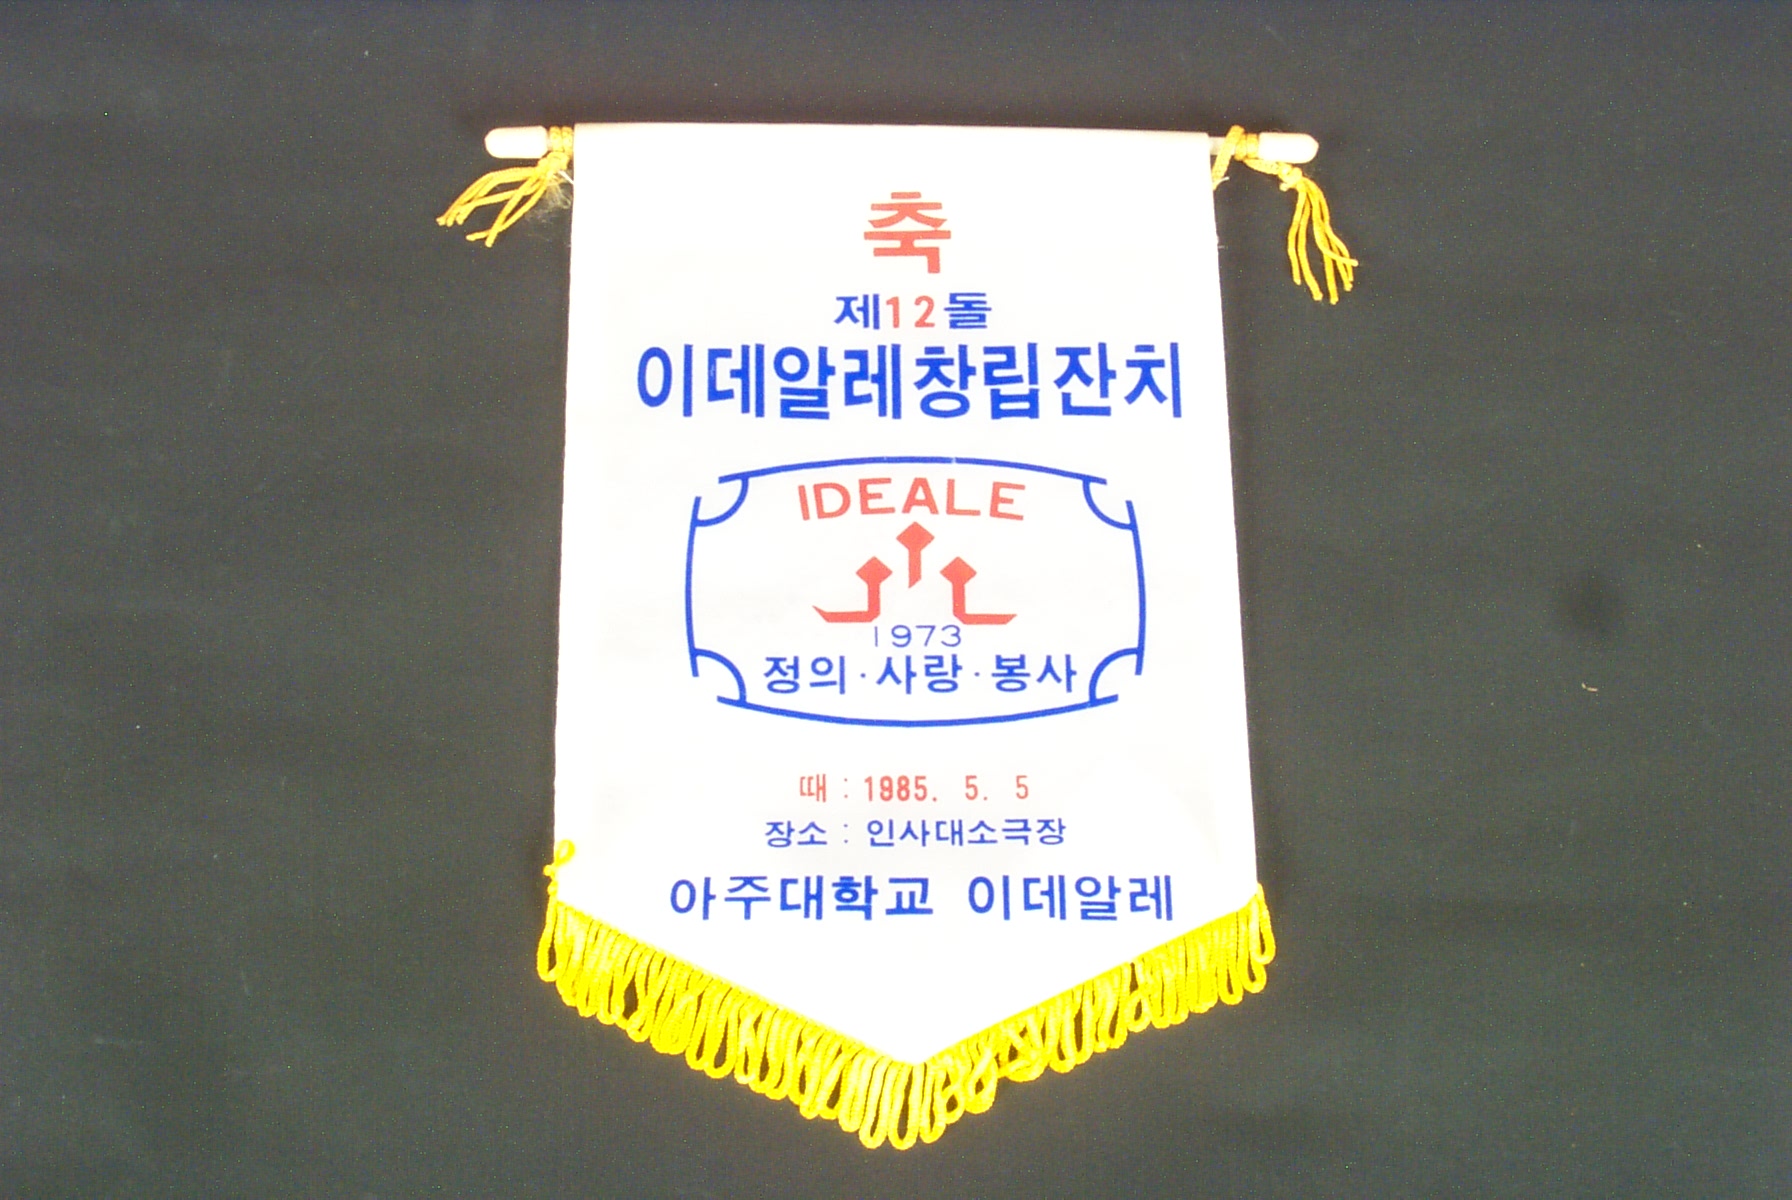 축
제12돌
이데알레창립잔치
IDEALE
1973
정의·사랑·봉사
때 : 1985. 5. 5
장소 : 인사대소극장
아주대학교 이데알레